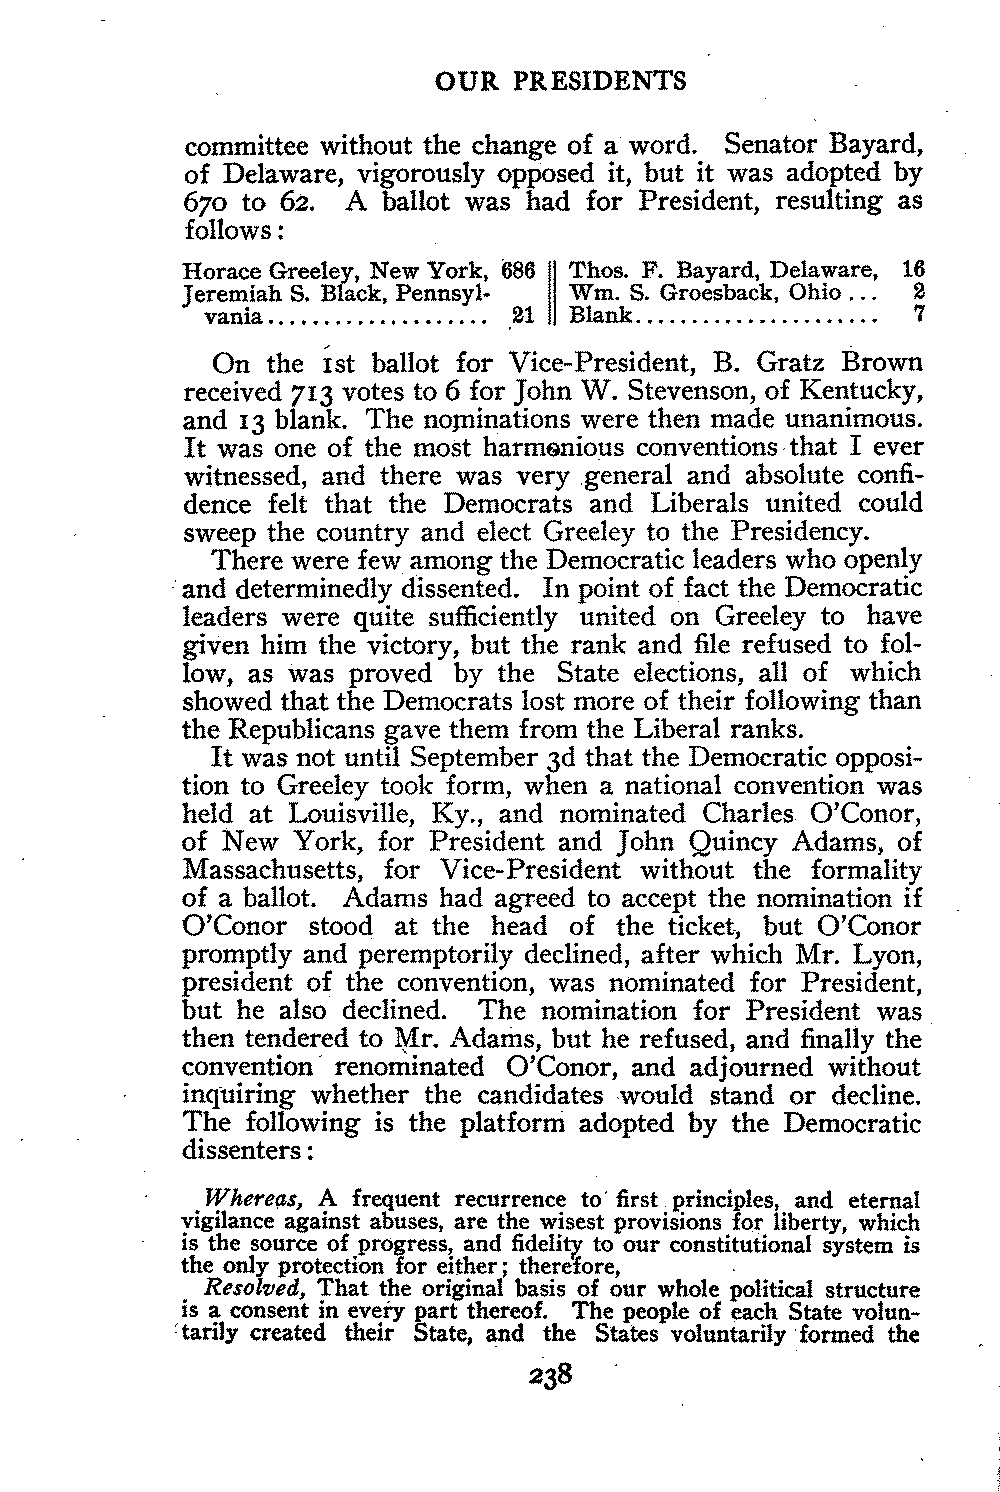 OUR PRESIDENTS
committee without the change of a word. Senator Bayard,
of Delaware, vigorously opposed it, but it was adopted by
670 to 62. A ballot was had for President, resulting as
follows:
Horace Greeley, New York, 686 || Thos. F. Bayard, Delaware, 16
Jeremiah S. Black, Pennsyl- || Wm. S. Groesback, Ohio ... 2
vania.................... 21 || Blank...................... 7
On the 1st ballot for Vice-President, B. Gratz Brown
received 713 votes to 6 for John W. Stevenson, of Kentucky,
and 13 blank. The nominations were then made unanimous.
It was one of the most harmonious conventions that I ever
witnessed, and there was very general and absolute confi-
dence felt that the Democrats and Liberals united could
sweep the country and elect Greeley to the Presidency.
There were few among the Democratic leaders who openly
and determinedly dissented. In point of fact the Democratic
leaders were quite sufficiently united on Greeley to have
given him the victory, but the rank and file refused to fol-
low, as was proved by the State elections, all of which
showed that the Democrats lost more of their following than
the Republicans gave them from the Liberal ranks.
It was not until September 3d that the Democratic opposi-
tion to Greeley took form, when a national convention was
held at Louisville, Ky., and nominated Charles O'Conor,
of New York, for President and John Quincy Adams, of
Massachusetts, for Vice-President without the formality
of a ballot. Adams had agreed to accept the nomination if
O'Conor stood at the head of the ticket, but O'Conor
promptly and peremptorily declined, after which Mr. Lyon,
president of the convention, was nominated for President,
but he also declined. The nomination for President was
then tendered to Mr. Adams, but he refused, and finally the
convention renominated O'Conor, and adjourned without
inquiring whether the candidates would stand or decline.
The following is the platform adopted by the Democratic
dissenters:
Whereas, A frequent recurrence to first principles, and eternal
vigilance against abuses, are the wisest provisions for liberty, which
is the source of progress, and fidelity to our constitutional system is
the only protection for either; therefore,
Resolved, That the original basis of our whole political structure
is a consent in every part thereof. The people of each State volun-
tarily created their State, and the States voluntarily formed the
238